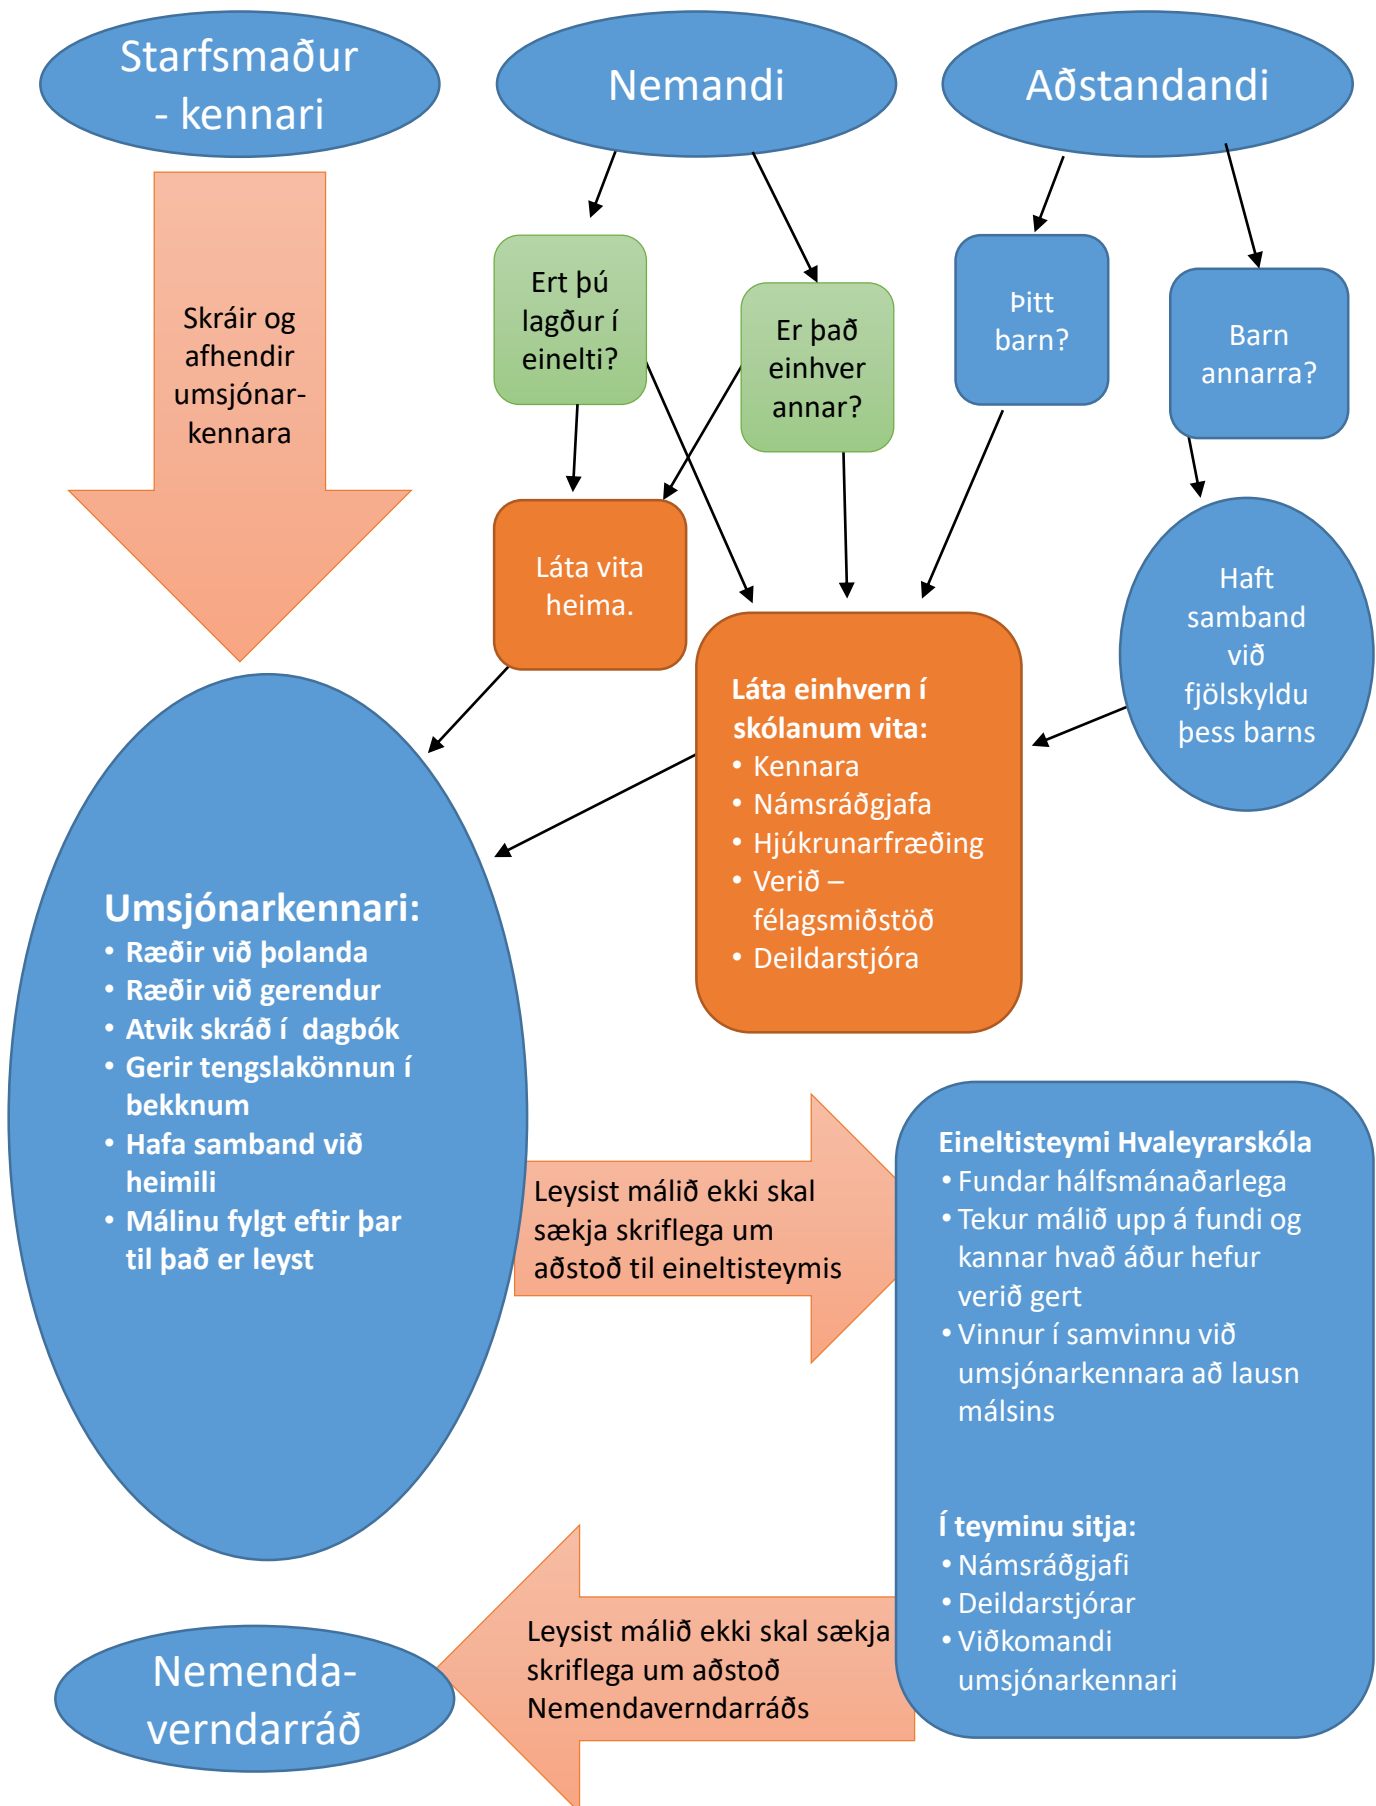 Starfsmaður
- kennari
Nemandi
Aðstandandi
Skráir og
afhendir
umsjónar-
kennara
Ert þú
lagður í
einelti?
Er það
einhver
annar?
Þitt
barn?
Barn
annarra?
Láta vita
heima.
Haft
samband
við
fjölskyldu
þess barns
Láta einhvern í
skólanum vita:
• Kennara
• Námsráðgjafa
• Hjúkrunarfræðing
• Verið –
félagsmiðstöð
• Deildarstjóra
Umsjónarkennari:
• Ræðir við þolanda
• Ræðir við gerendur
• Atvik skráð í  dagbók
• Gerir tengslakönnun í
bekknum
• Hafa samband við
heimili
• Málinu fylgt eftir þar
til það er leyst
Leysist málið ekki skal
sækja skriflega um
aðstoð til eineltisteymis
Eineltisteymi Hvaleyrarskóla
• Fundar hálfsmánaðarlega
• Tekur málið upp á fundi og
kannar hvað áður hefur
verið gert
• Vinnur í samvinnu við
umsjónarkennara að lausn
málsins
Í teyminu sitja:
• Námsráðgjafi
• Deildarstjórar
• Viðkomandi
umsjónarkennari
Leysist málið ekki skal sækja
skriflega um aðstoð
Nemendaverndarráðs
Nemenda-
verndarráð